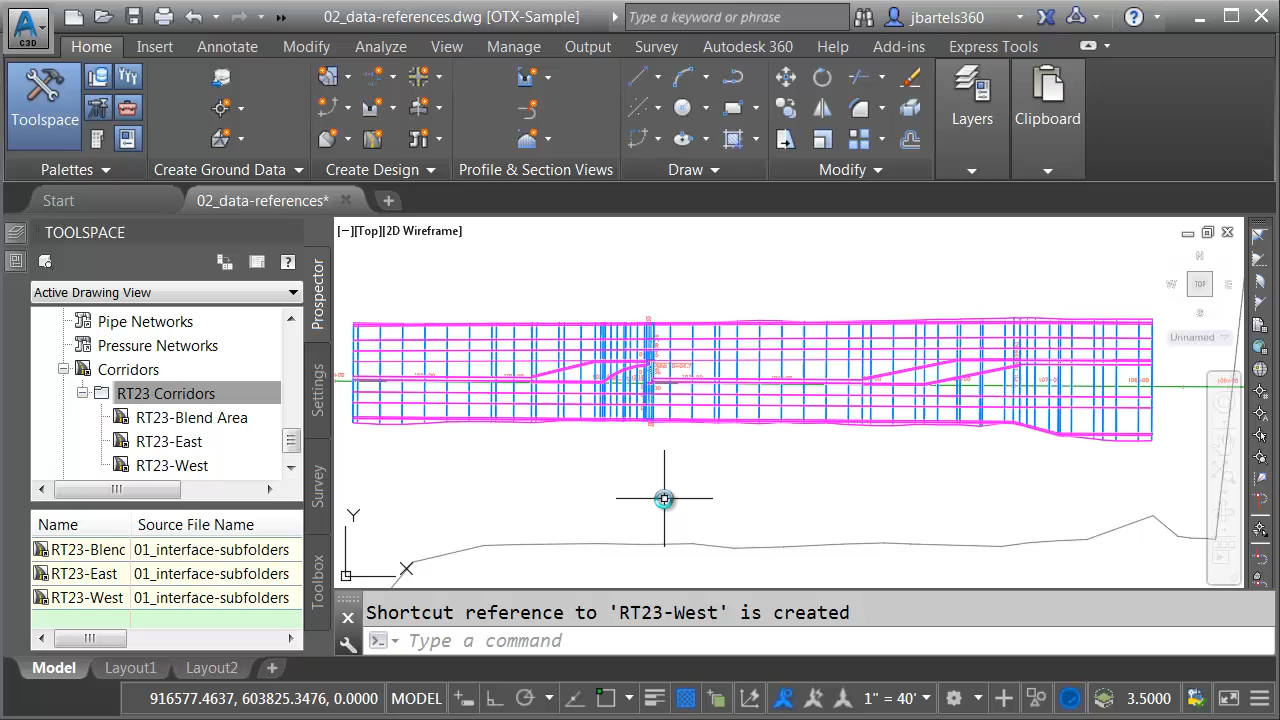 02_data-references.dwg [OTX-Sample]
Type a keyword or phrase
jbartels360
C3D
Home Insert Annotate Modify Analyze View Manage Output Survey Autodesk 360 Help Add-ins Express Tools
Toolspace
Layers
Clipboard
Palettes
Create Ground Data
Create Design
Profile & Section Views
Draw
Modify
Start
02_data-references*
TOOLSPACE
Active Drawing View
Pipe Networks
Pressure Networks
Corridors
RT23 Corridors
RT23-Blend Area
RT23-East
RT23-West
Name Source File Name
RT23-Blenc 01_interface-subfolders
RT23-East 01_interface-subfolders
RT23-West 01_interface-subfolders
Prospector
Settings
Survey
Toolbox
[−][Top][2D Wireframe]
N
W TOP E
S
Unnamed
Y
X
Shortcut reference to 'RT23-West' is created
Type a command
Model Layout1 Layout2
916577.4637, 603825.3476, 0.0000 MODEL
1" = 40'
3.5000